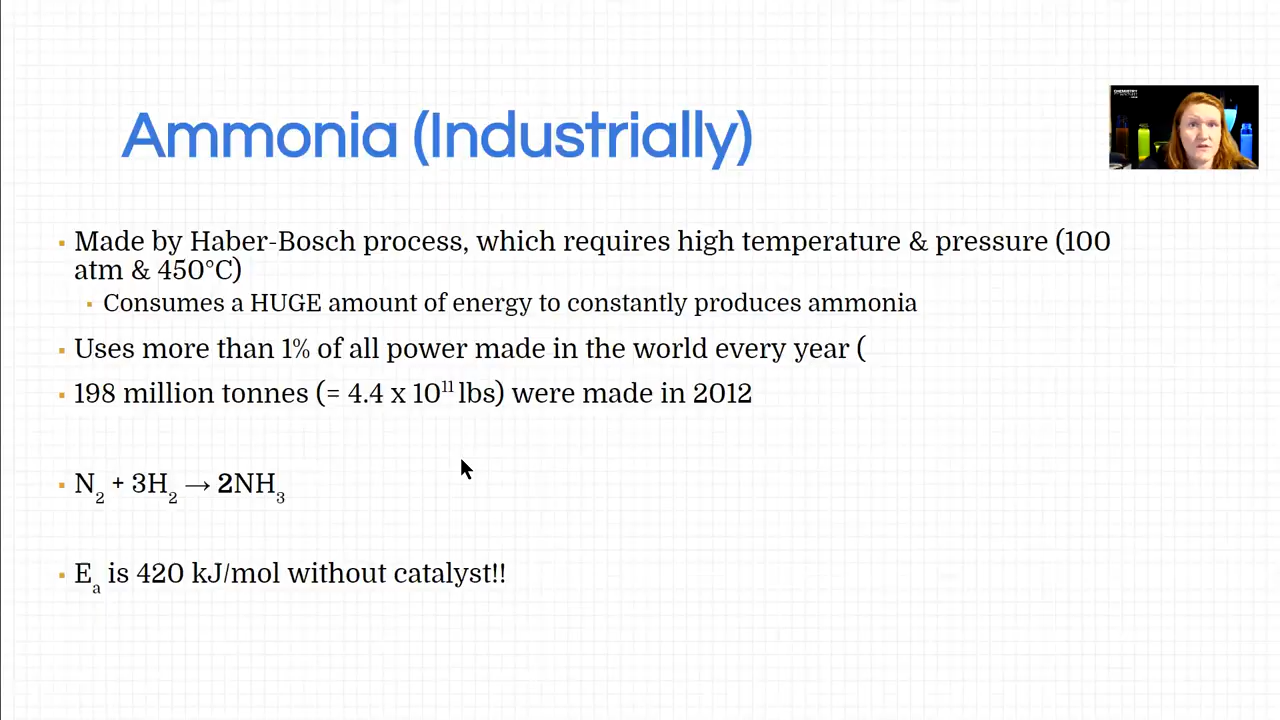 Ammonia (Industrially)
▪ Made by Haber-Bosch process, which requires high temperature & pressure (100
atm & 450°C)
▪ Consumes a HUGE amount of energy to constantly produces ammonia
▪ Uses more than 1% of all power made in the world every year (
▪ 198 million tonnes (= 4.4 x 10¹¹ lbs) were made in 2012
▪ N₂ + 3H₂ → 2NH₃
▪ Eₐ is 420 kJ/mol without catalyst!!